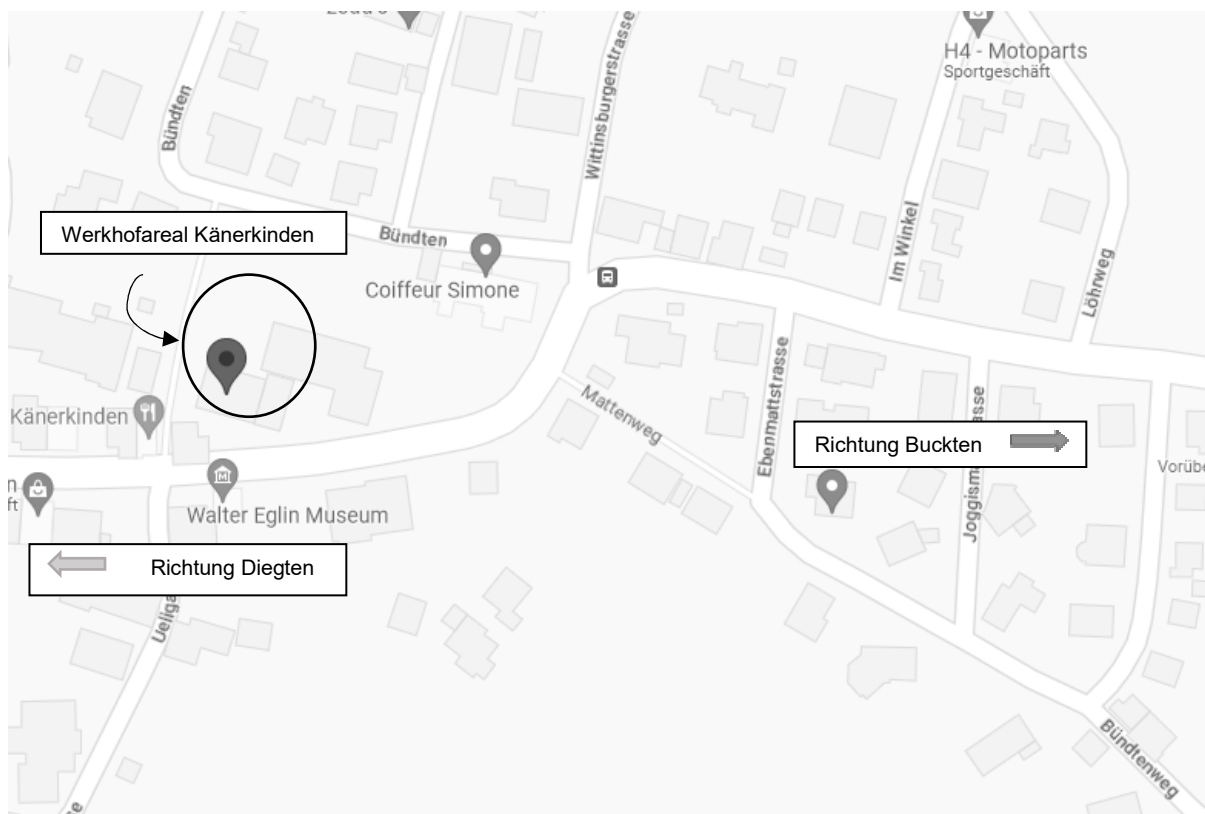 H4 - Motoparts
Sportgeschäft
Wittinsburgerstrasse
Bündten
Werkhofareal Känerkinden
Bündten
Im Winkel
Löhrweg
Coiffeur Simone
Känerkinden
Mattenweg
Ebenmattstrasse
Richtung Buckten
Walter Eglin Museum
Richtung Diegten
Bündtenweg